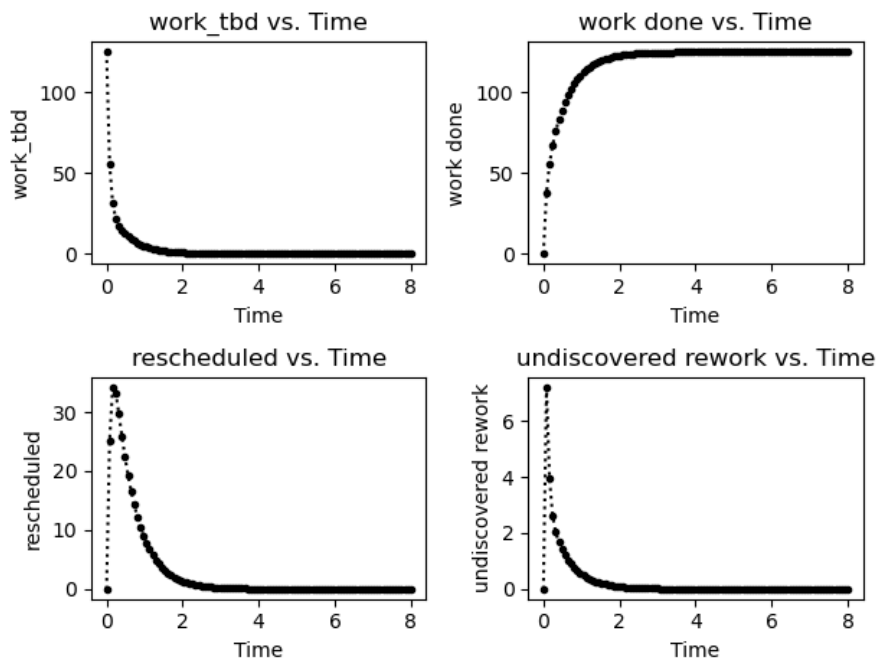 work_tbd vs. Time
work_tbd
100
50
0
0 2 4 6 8
Time
work done vs. Time
work done
100
50
0
0 2 4 6 8
Time
rescheduled vs. Time
rescheduled
30
20
10
0
0 2 4 6 8
Time
undiscovered rework vs. Time
undiscovered rework
6
4
2
0
0 2 4 6 8
Time